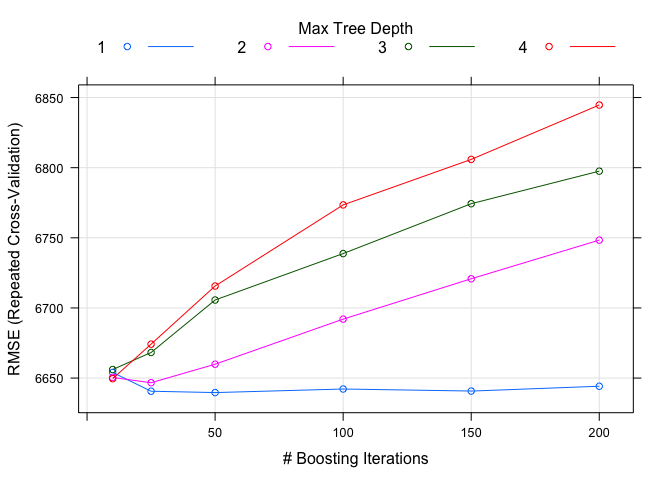 Max Tree Depth
1 2 3 4
RMSE (Repeated Cross-Validation)
6850
6800
6750
6700
6650
50 100 150 200
# Boosting Iterations